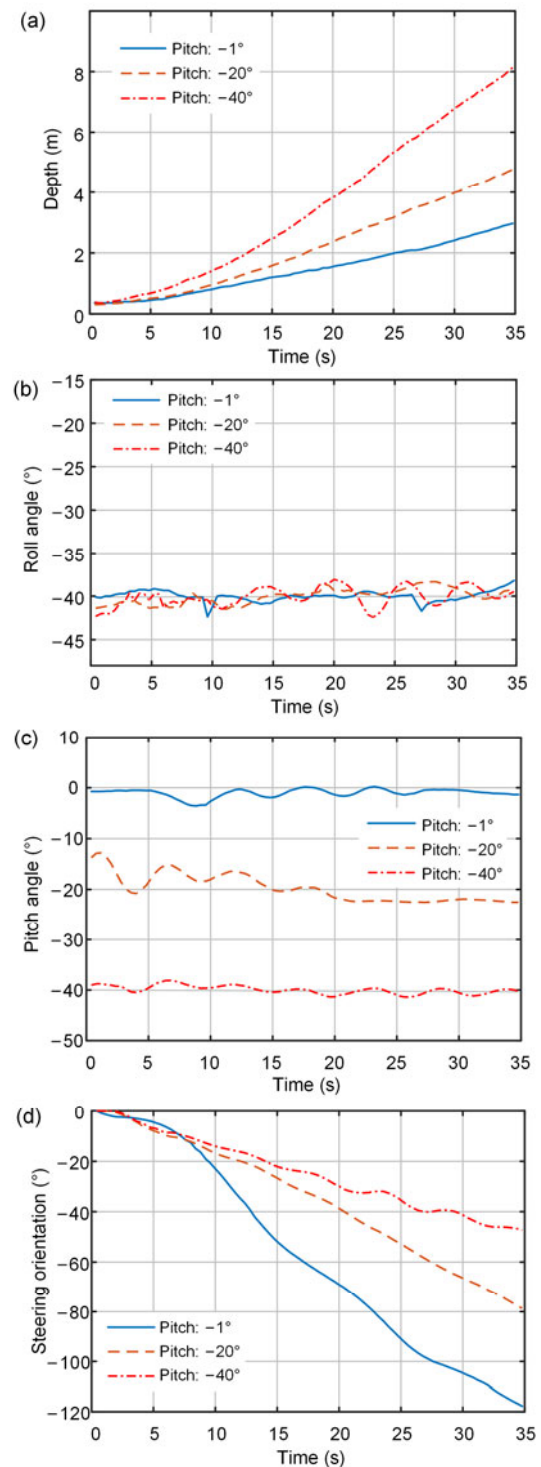 (a)
Pitch: −1°
Pitch: −20°
Pitch: −40°
Depth (m)
8
6
4
2
0
0 5 10 15 20 25 30 35
Time (s)
(b)
Pitch: −1°
Pitch: −20°
Pitch: −40°
Roll angle (°)
−15
−20
−25
−30
−35
−40
−45
0 5 10 15 20 25 30 35
Time (s)
(c)
Pitch: −1°
Pitch: −20°
Pitch: −40°
Pitch angle (°)
10
0
−10
−20
−30
−40
−50
0 5 10 15 20 25 30 35
Time (s)
(d)
Pitch: −1°
Pitch: −20°
Pitch: −40°
Steering orientation (°)
0
−20
−40
−60
−80
−100
−120
0 5 10 15 20 25 30 35
Time (s)